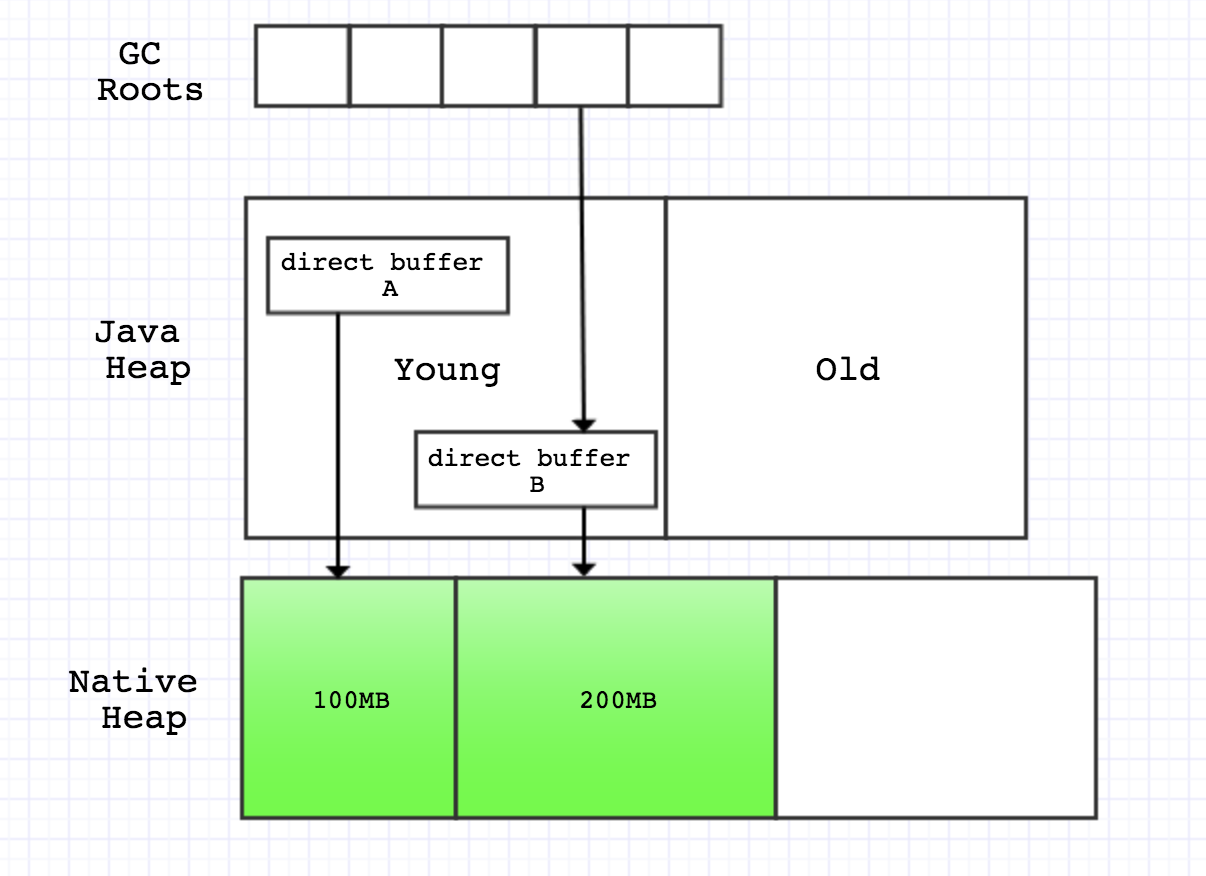 GC
Roots
direct buffer
A
Java
Heap
Young
Old
direct buffer
B
Native
Heap
100MB
200MB